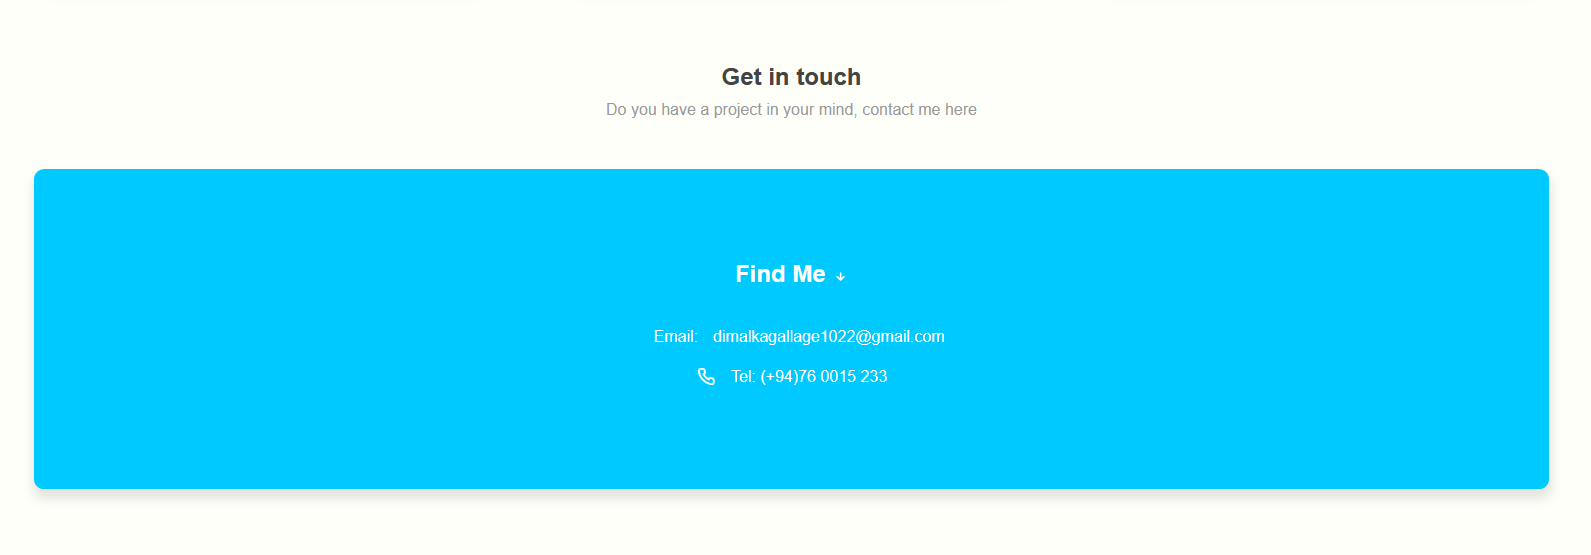 Get in touch
Do you have a project in your mind, contact me here
Find Me
Email: dimalkagallage1022@gmail.com
Tel: (+94)76 0015 233